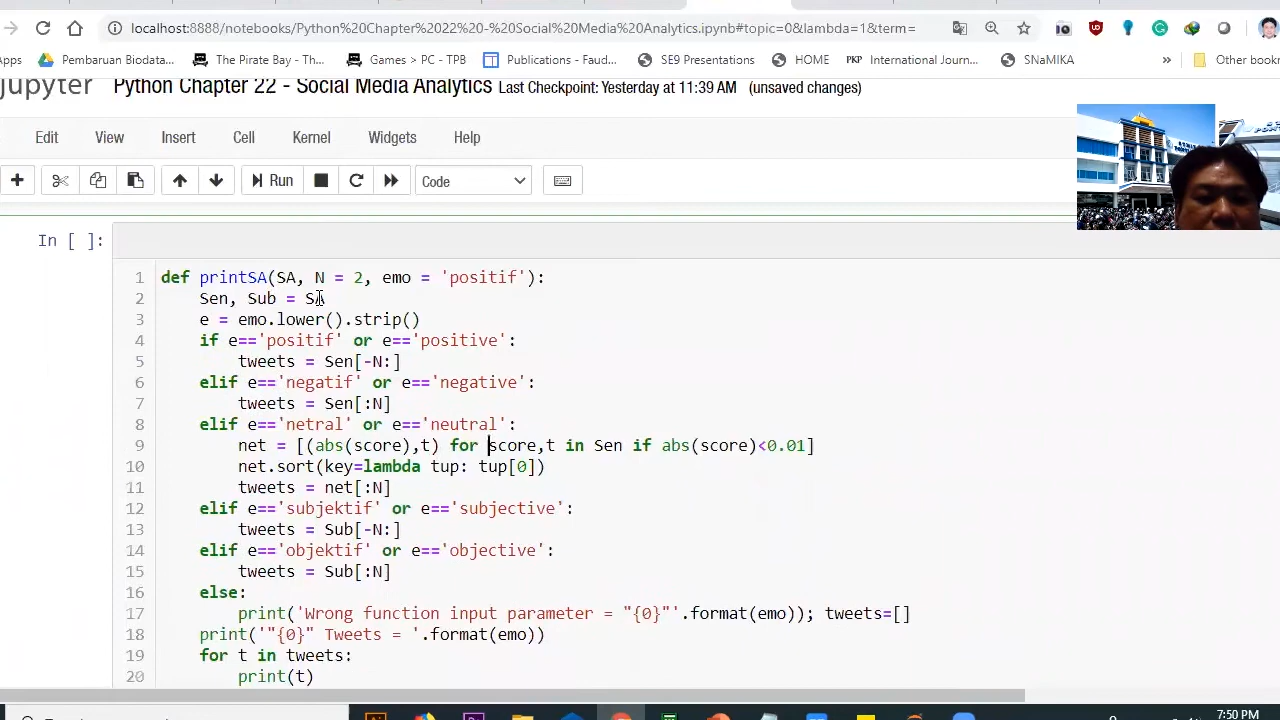 localhost:8888/notebooks/Python%20Chapter%2022%20-%20Social%20Media%20Analytics.ipynb#topic=0&lambda=1&term=
Apps Pembaruan Biodata... The Pirate Bay - Th... Games > PC - TPB Publications - Faud... SE9 Presentations HOME PKP International Journ... SNaMIKA » Other bookm
jupyter Python Chapter 22 - Social Media Analytics Last Checkpoint: Yesterday at 11:39 AM (unsaved changes)
Edit View Insert Cell Kernel Widgets Help
Run Code
In [ ]:
1 def printSA(SA, N = 2, emo = 'positif'):
2 Sen, Sub = SA
3 e = emo.lower().strip()
4 if e=='positif' or e=='positive':
5 tweets = Sen[-N:]
6 elif e=='negatif' or e=='negative':
7 tweets = Sen[:N]
8 elif e=='netral' or e=='neutral':
9 net = [(abs(score),t) for score,t in Sen if abs(score)<0.01]
10 net.sort(key=lambda tup: tup[0])
11 tweets = net[:N]
12 elif e=='subjektif' or e=='subjective':
13 tweets = Sub[-N:]
14 elif e=='objektif' or e=='objective':
15 tweets = Sub[:N]
16 else:
17 print('Wrong function input parameter = "{0}"'.format(emo)); tweets=[]
18 print('"{0}" Tweets = '.format(emo))
19 for t in tweets:
20 print(t)
7:50 PM